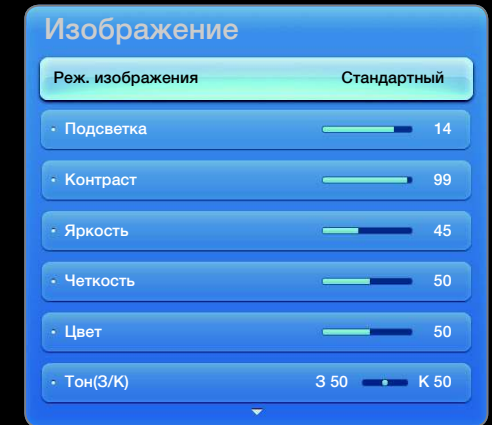 Изображение
Реж. изображения Стандартный
Подсветка 14
Контраст 99
Яркость 45
Четкость 50
Цвет 50
Тон(З/К) З 50 К 50